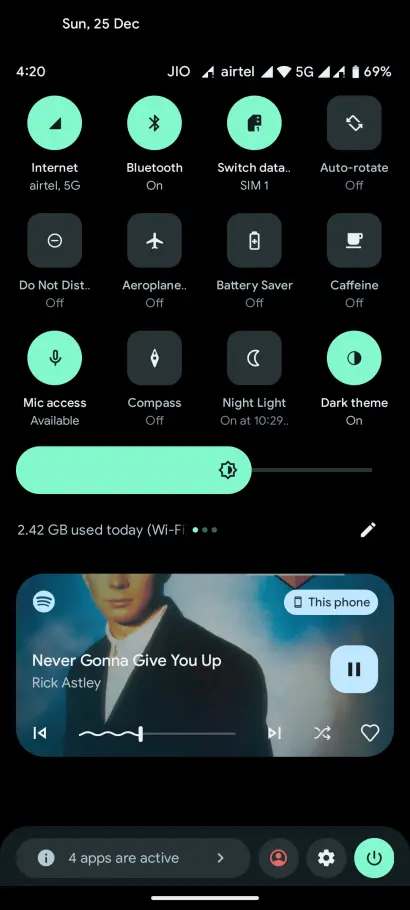 Sun, 25 Dec
4:20 JIO airtel 5G 69%
Internet Bluetooth Switch data.. Auto-rotate
airtel, 5G On SIM 1 Off
Do Not Dist.. Aeroplane.. Battery Saver Caffeine
Off Off Off Off
Mic access Compass Night Light Dark theme
Available Off On at 10:29.. On
2.42 GB used today (Wi-Fi
This phone
Never Gonna Give You Up
Rick Astley
4 apps are active